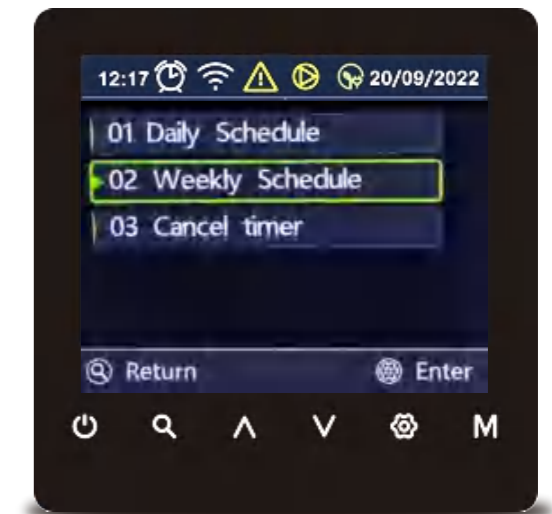 12:17 20/09/2022
01 Daily Schedule
02 Weekly Schedule
03 Cancel timer
Return Enter
M